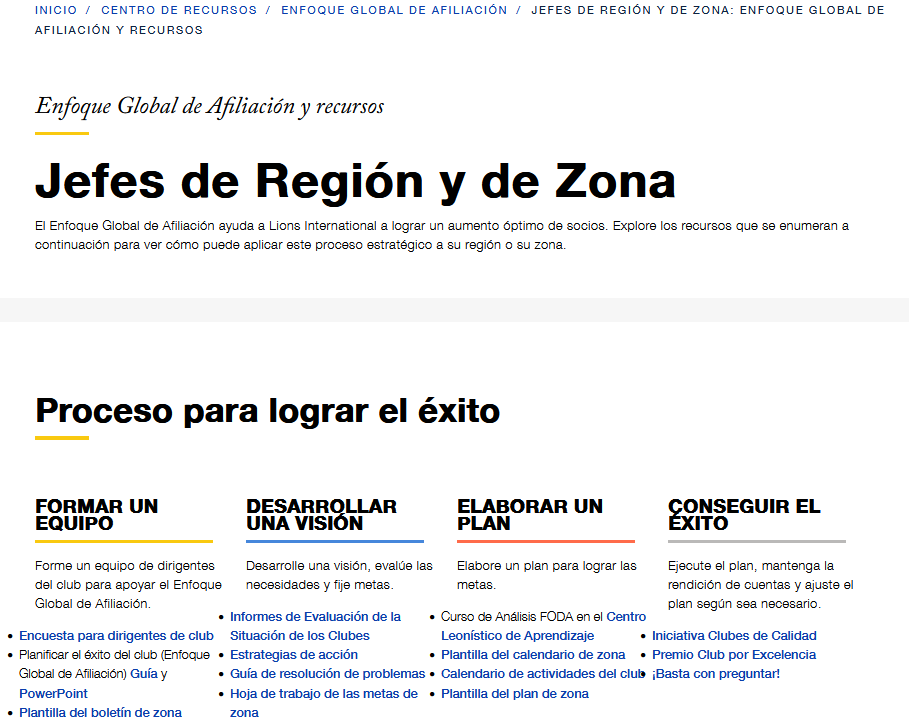 INICIO / CENTRO DE RECURSOS / ENFOQUE GLOBAL DE AFILIACIÓN / JEFES DE REGIÓN Y DE ZONA: ENFOQUE GLOBAL DE
AFILIACIÓN Y RECURSOS
Enfoque Global de Afiliación y recursos
Jefes de Región y de Zona
El Enfoque Global de Afiliación ayuda a Lions International a lograr un aumento óptimo de socios. Explore los recursos que se enumeran a
continuación para ver cómo puede aplicar este proceso estratégico a su región o su zona.
Proceso para lograr el éxito
FORMAR UN
EQUIPO
Forme un equipo de dirigentes
del club para apoyar el Enfoque
Global de Afiliación.
• Encuesta para dirigentes de club
• Planificar el éxito del club (Enfoque
Global de Afiliación) Guía y
PowerPoint
• Plantilla del boletín de zona
DESARROLLAR
UNA VISIÓN
Desarrolle una visión, evalúe las
necesidades y fije metas.
• Informes de Evaluación de la
Situación de los Clubes
• Estrategias de acción
• Guía de resolución de problemas
• Hoja de trabajo de las metas de
zona
ELABORAR UN
PLAN
Elabore un plan para lograr las
metas.
• Curso de Análisis FODA en el Centro
Leonístico de Aprendizaje
• Plantilla del calendario de zona
• Calendario de actividades del club
• Plantilla del plan de zona
CONSEGUIR EL
ÉXITO
Ejecute el plan, mantenga la
rendición de cuentas y ajuste el
plan según sea necesario.
• Iniciativa Clubes de Calidad
• Premio Club por Excelencia
• ¡Basta con preguntar!